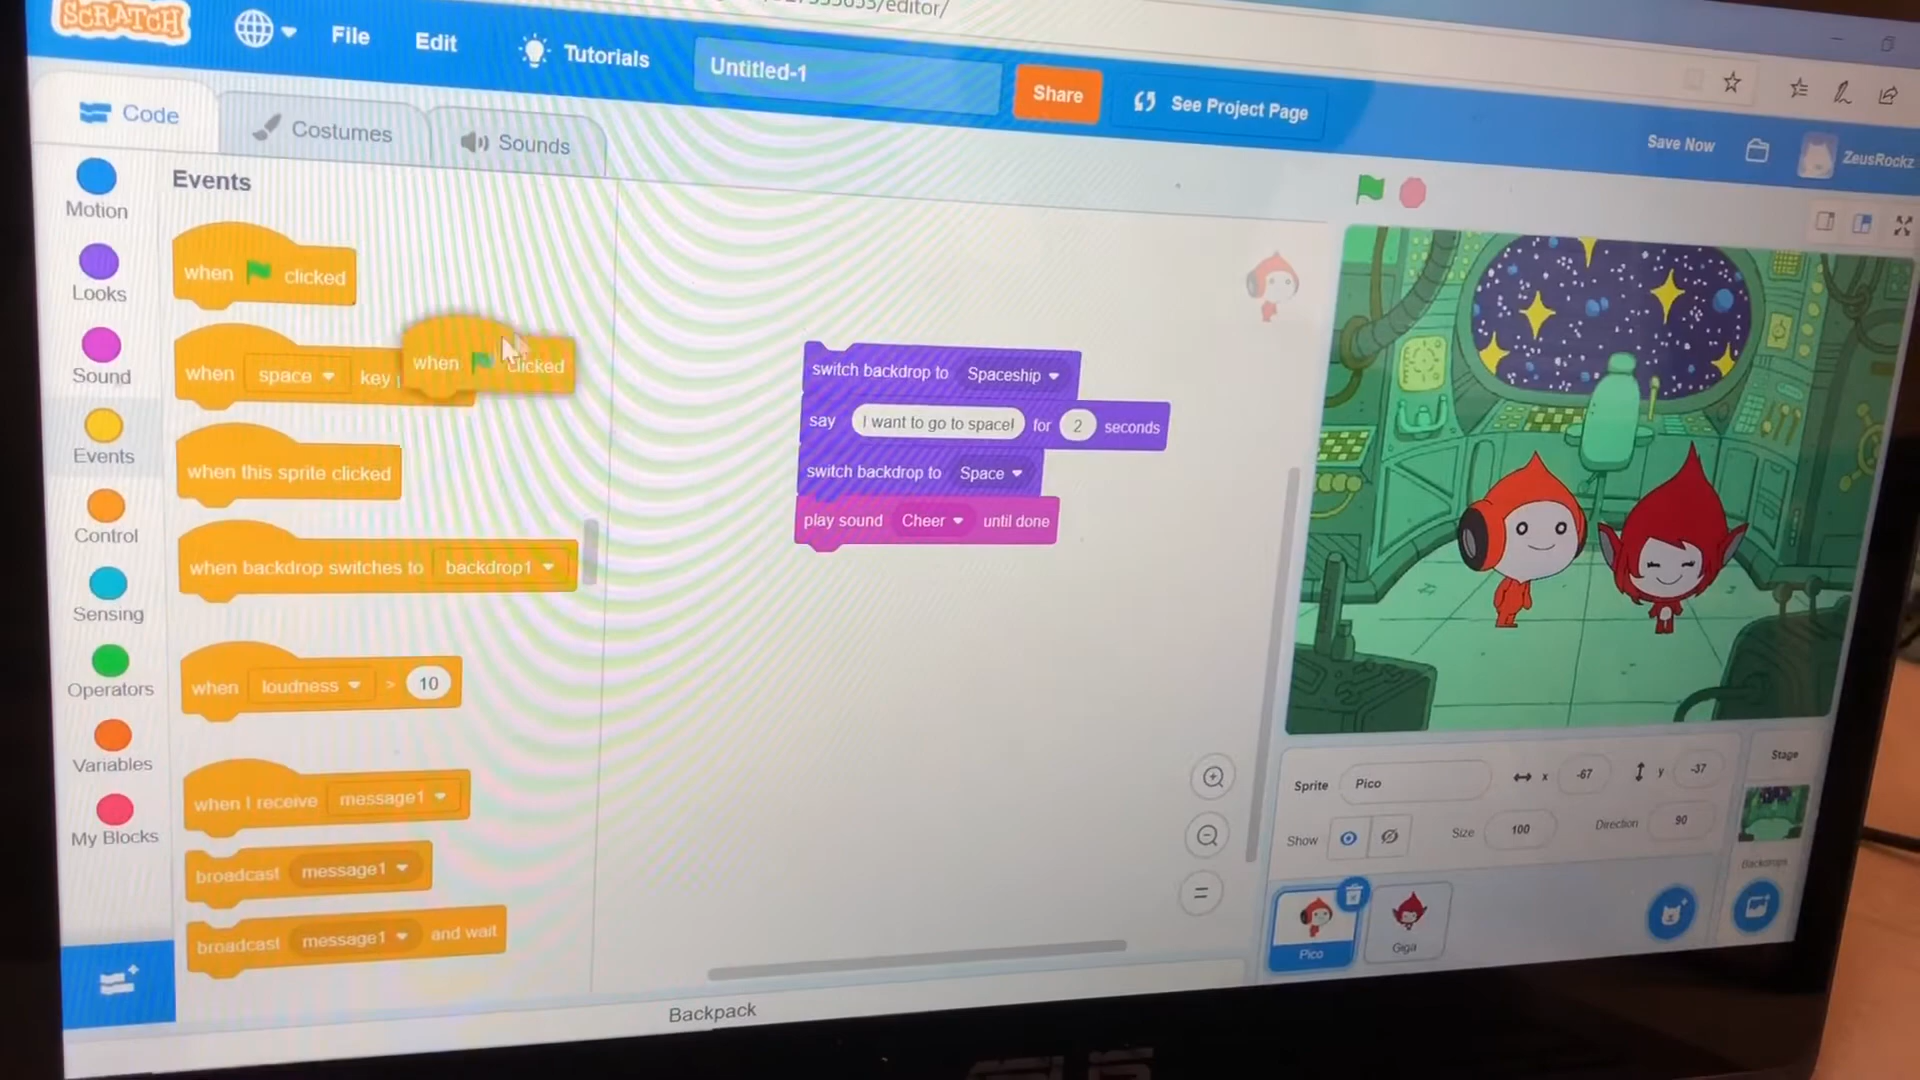 /editor/
SCRATCH
File
Edit
Tutorials
Untitled-1
Share
See Project Page
Save Now
ZeusRockz
Code
Costumes
Sounds
Motion
Looks
Sound
Events
Control
Sensing
Operators
Variables
My Blocks
Events
when clicked
when space key
when clicked
when this sprite clicked
when backdrop switches to backdrop1
when loudness > 10
when I receive message1
broadcast message1
broadcast message1 and wait
switch backdrop to Spaceship
say I want to go to space! for 2 seconds
switch backdrop to Space
play sound Cheer until done
Backpack
Sprite Pico x -67 y -37
Show Size 100 Direction 90
Pico
Giga
Stage
Backdrops